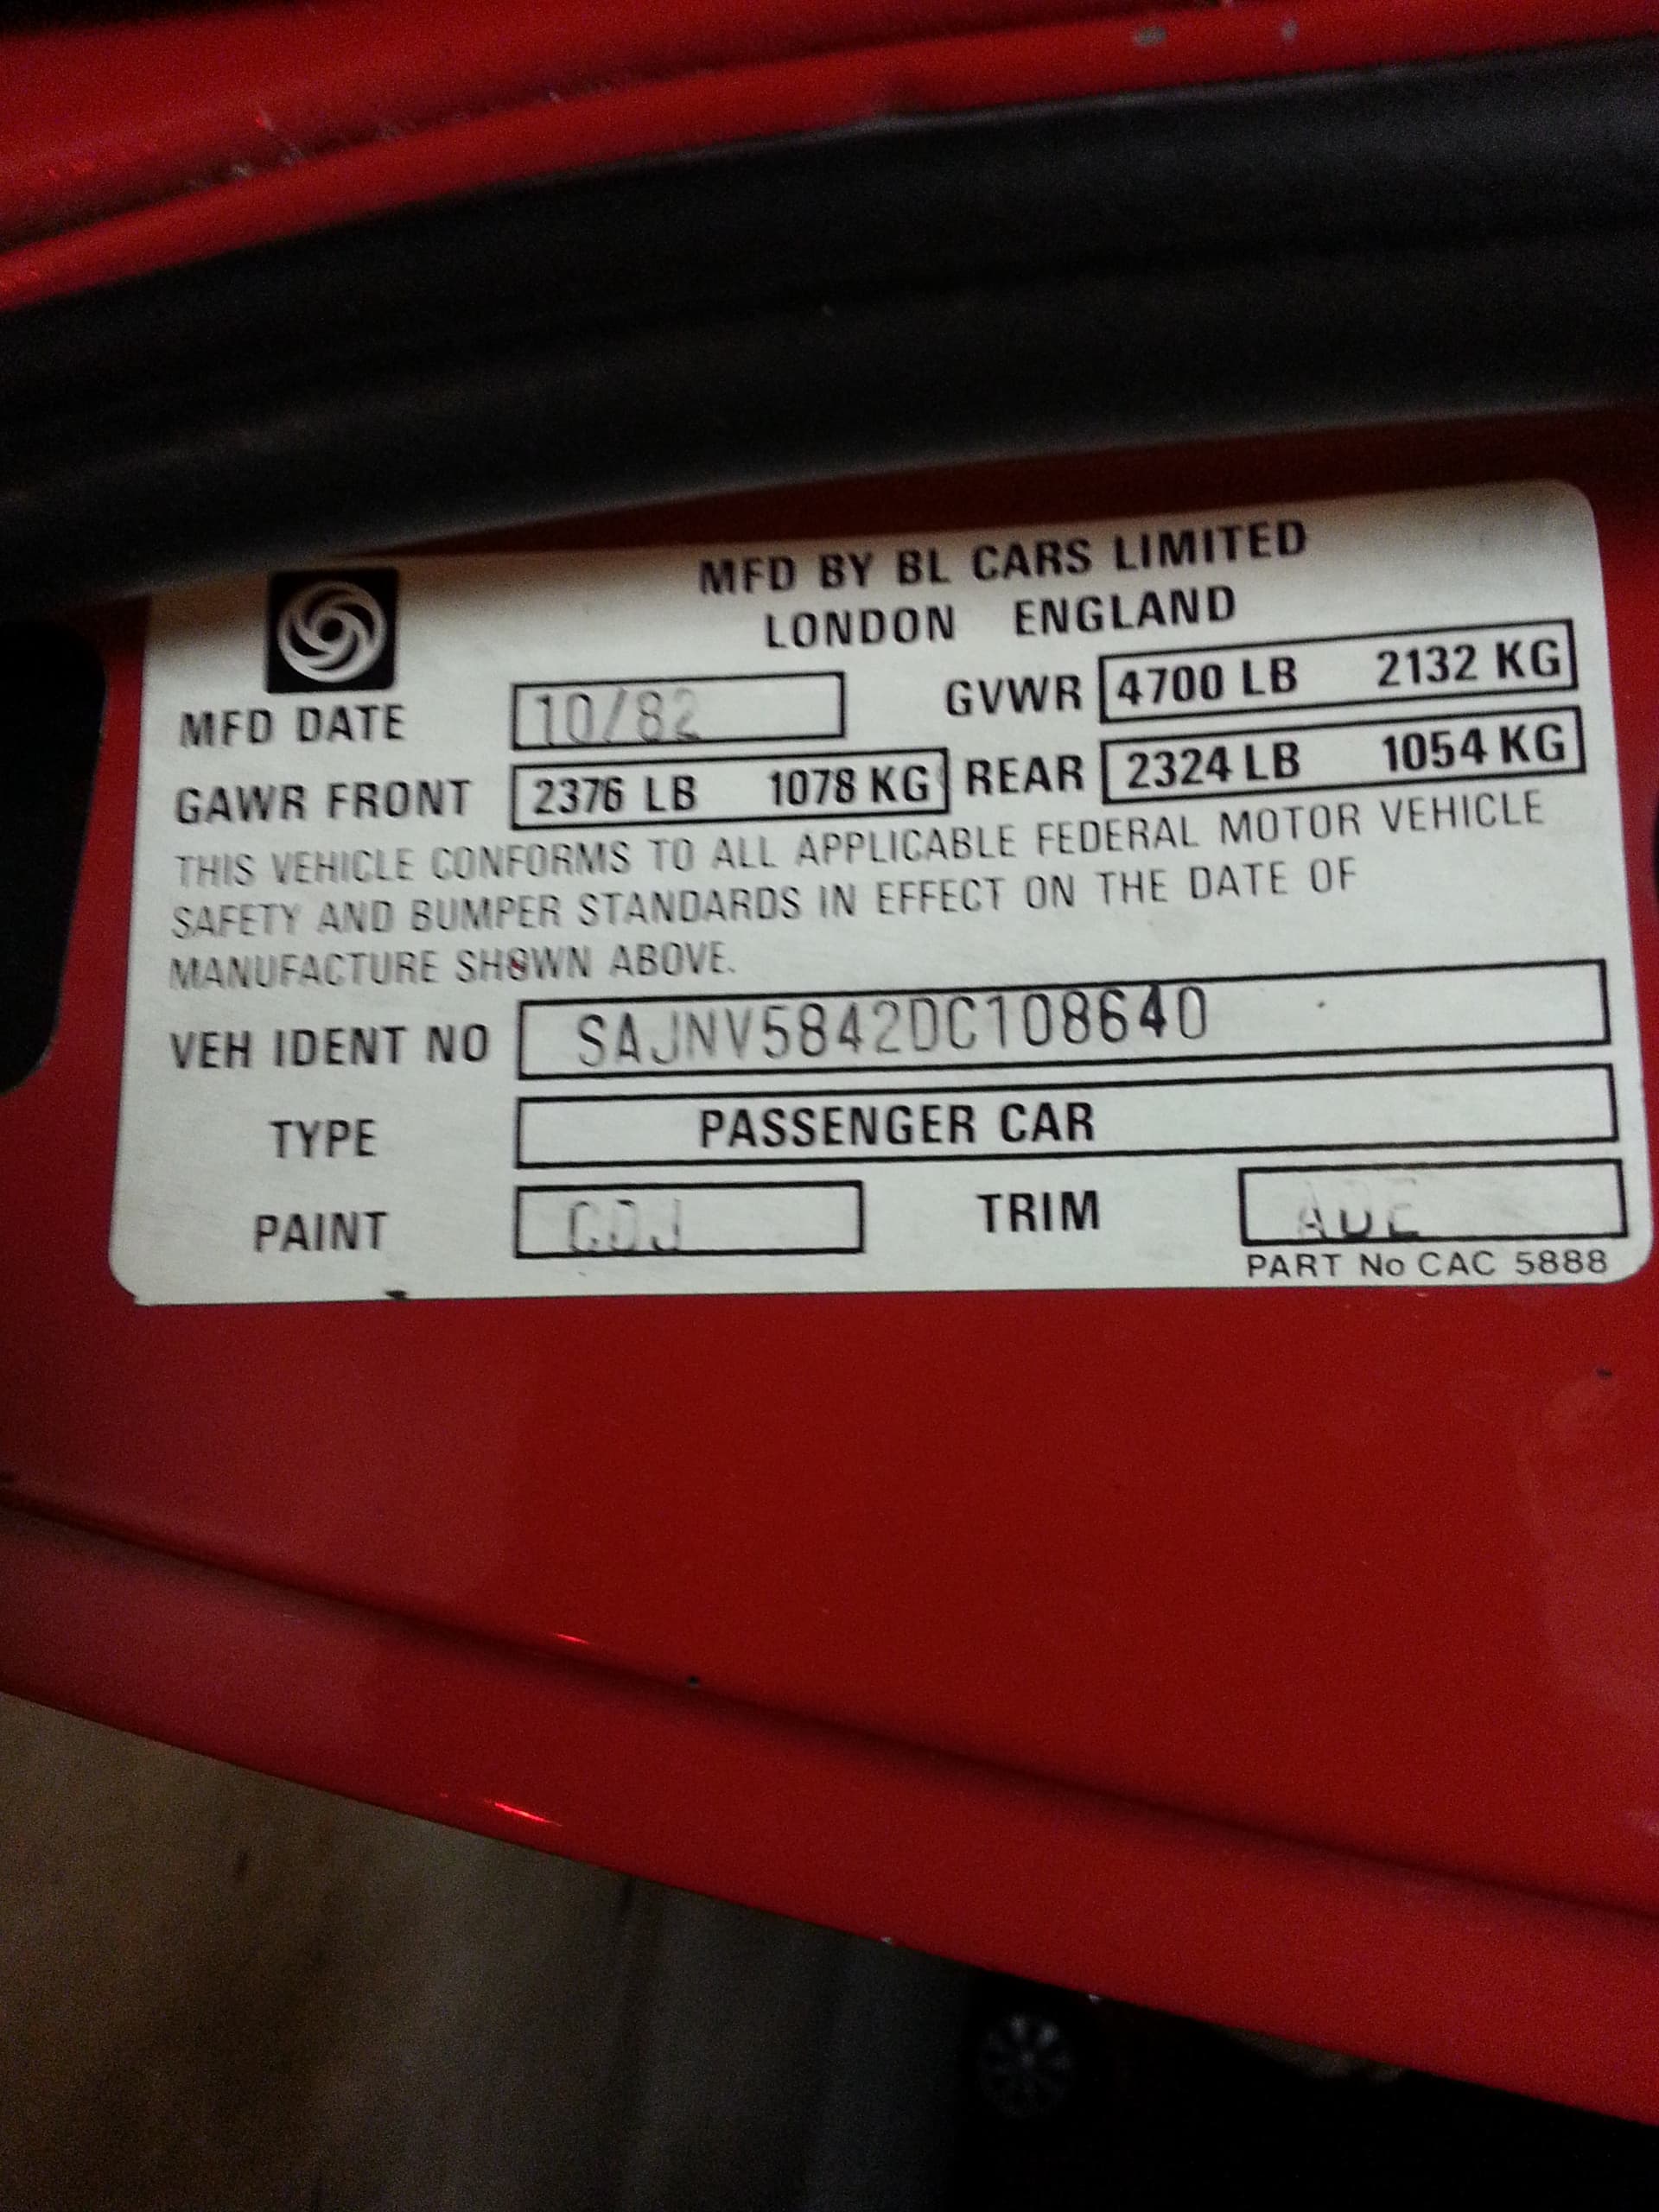 MFD BY BL CARS LIMITED
LONDON ENGLAND
MFD DATE 10/82 GVWR 4700 LB 2132 KG
GAWR FRONT 2376 LB 1078 KG REAR 2324 LB 1054 KG
THIS VEHICLE CONFORMS TO ALL APPLICABLE FEDERAL MOTOR VEHICLE
SAFETY AND BUMPER STANDARDS IN EFFECT ON THE DATE OF
MANUFACTURE SHOWN ABOVE.
VEH IDENT NO SAJNV5842DC108640
TYPE PASSENGER CAR
PAINT TRIM
PART No CAC 5888